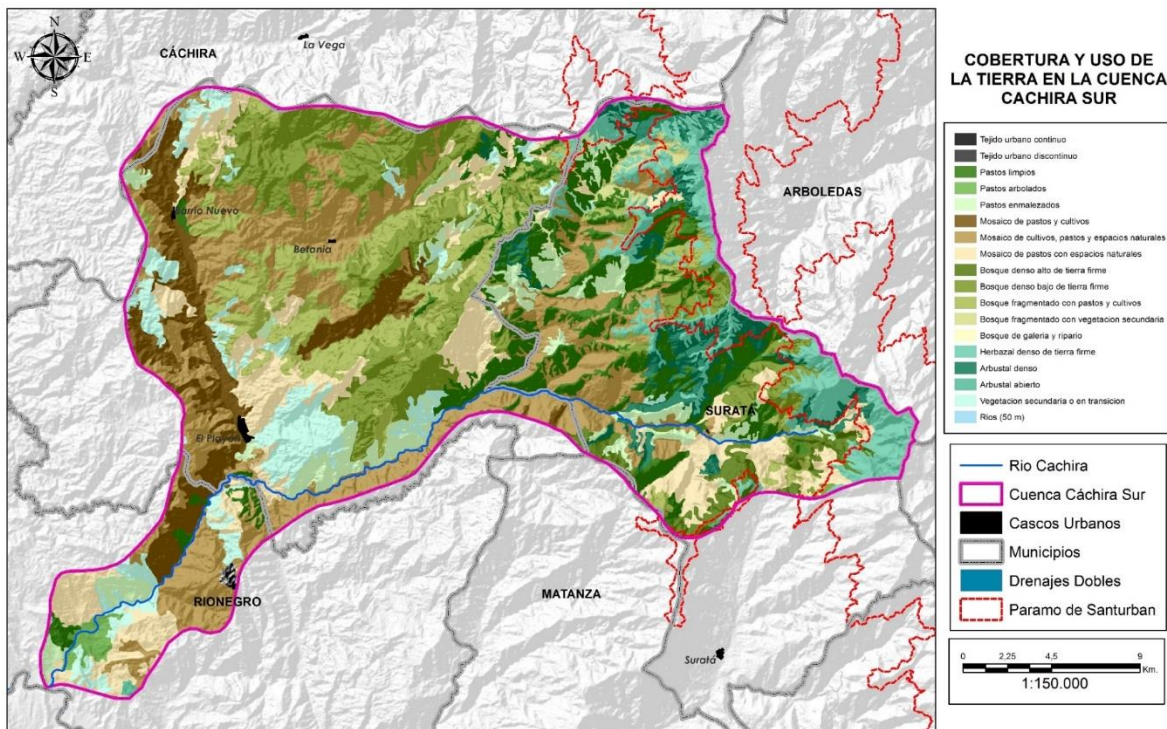 N
W E
S
CÁCHIRA
La Vega
ARBOLEDAS
Barrio Nuevo
Betania
SURATÁ
El Playón
RIONEGRO
MATANZA
Suratá
COBERTURA Y USO DE
LA TIERRA EN LA CUENCA
CACHIRA SUR
Tejido urbano continuo
Tejido urbano discontinuo
Pastos limpios
Pastos arbolados
Pastos enmalezados
Mosaico de pastos y cultivos
Mosaico de cultivos, pastos y espacios naturales
Mosaico de pastos con espacios naturales
Bosque denso alto de tierra firme
Bosque denso bajo de tierra firme
Bosque fragmentado con pastos y cultivos
Bosque fragmentado con vegetacion secundaria
Bosque de galeria y ripario
Herbazal denso de tierra firme
Arbustal denso
Arbustal abierto
Vegetacion secundaria o en transicion
Rios (50 m)
Rio Cachira
Cuenca Cáchira Sur
Cascos Urbanos
Municipios
Drenajes Dobles
Paramo de Santurban
0 2.25 4.5 9
Km.
1:150.000